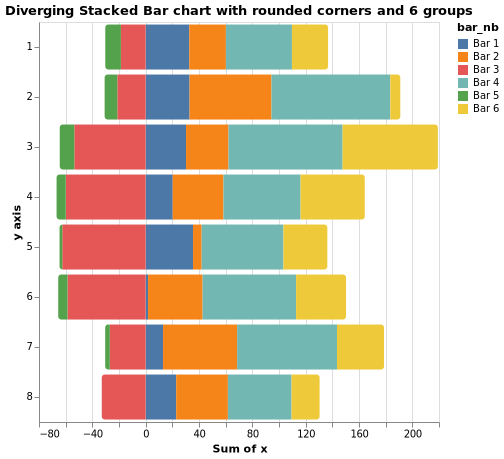 Diverging Stacked Bar chart with rounded corners and 6 groups
bar_nb
Bar 1
Bar 2
Bar 3
Bar 4
Bar 5
Bar 6
y axis
1
2
3
4
5
6
7
8
−80 −40 0 40 80 120 160 200
Sum of x